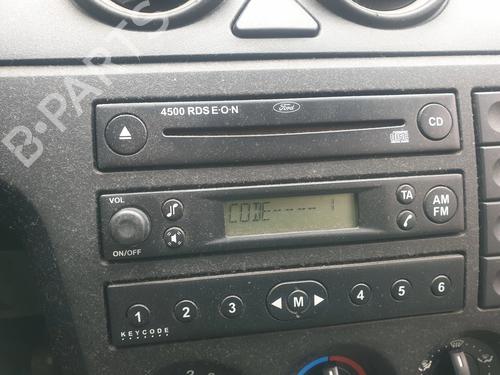 B-PARTS
4500 RDS E·O·N
Ford
CD
VOL
CODE---- 1
TA
AM
FM
ON/OFF
1 2 3 M 4 5 6
KEYCODE